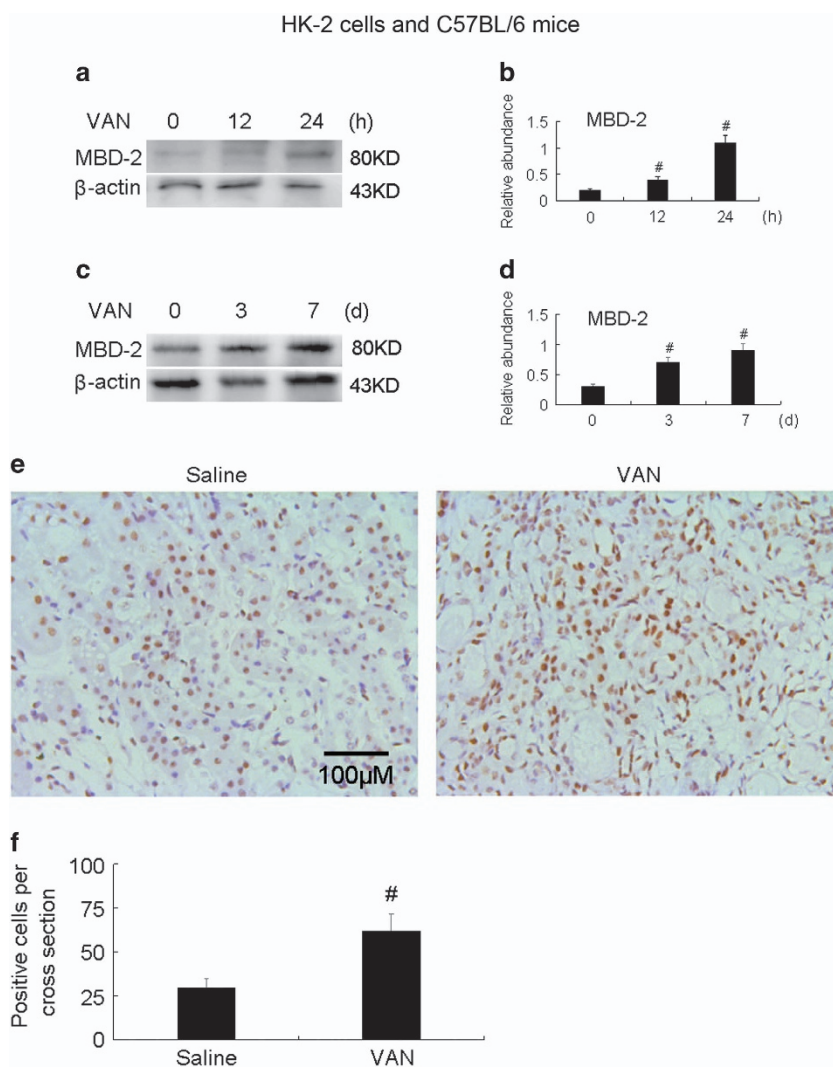 HK-2 cells and C57BL/6 mice
a
VAN 0 12 24 (h)
MBD-2 80KD
β-actin 43KD
b
MBD-2
Relative abundance
1.5
1
0.5
0
# #
0 12 24 (h)
c
VAN 0 3 7 (d)
MBD-2 80KD
β-actin 43KD
d
MBD-2
Relative abundance
1.5
1
0.5
0
# #
0 3 7 (d)
e
Saline VAN
100μM
f
Positive cells per
cross section
100
75
50
25
0
#
Saline VAN